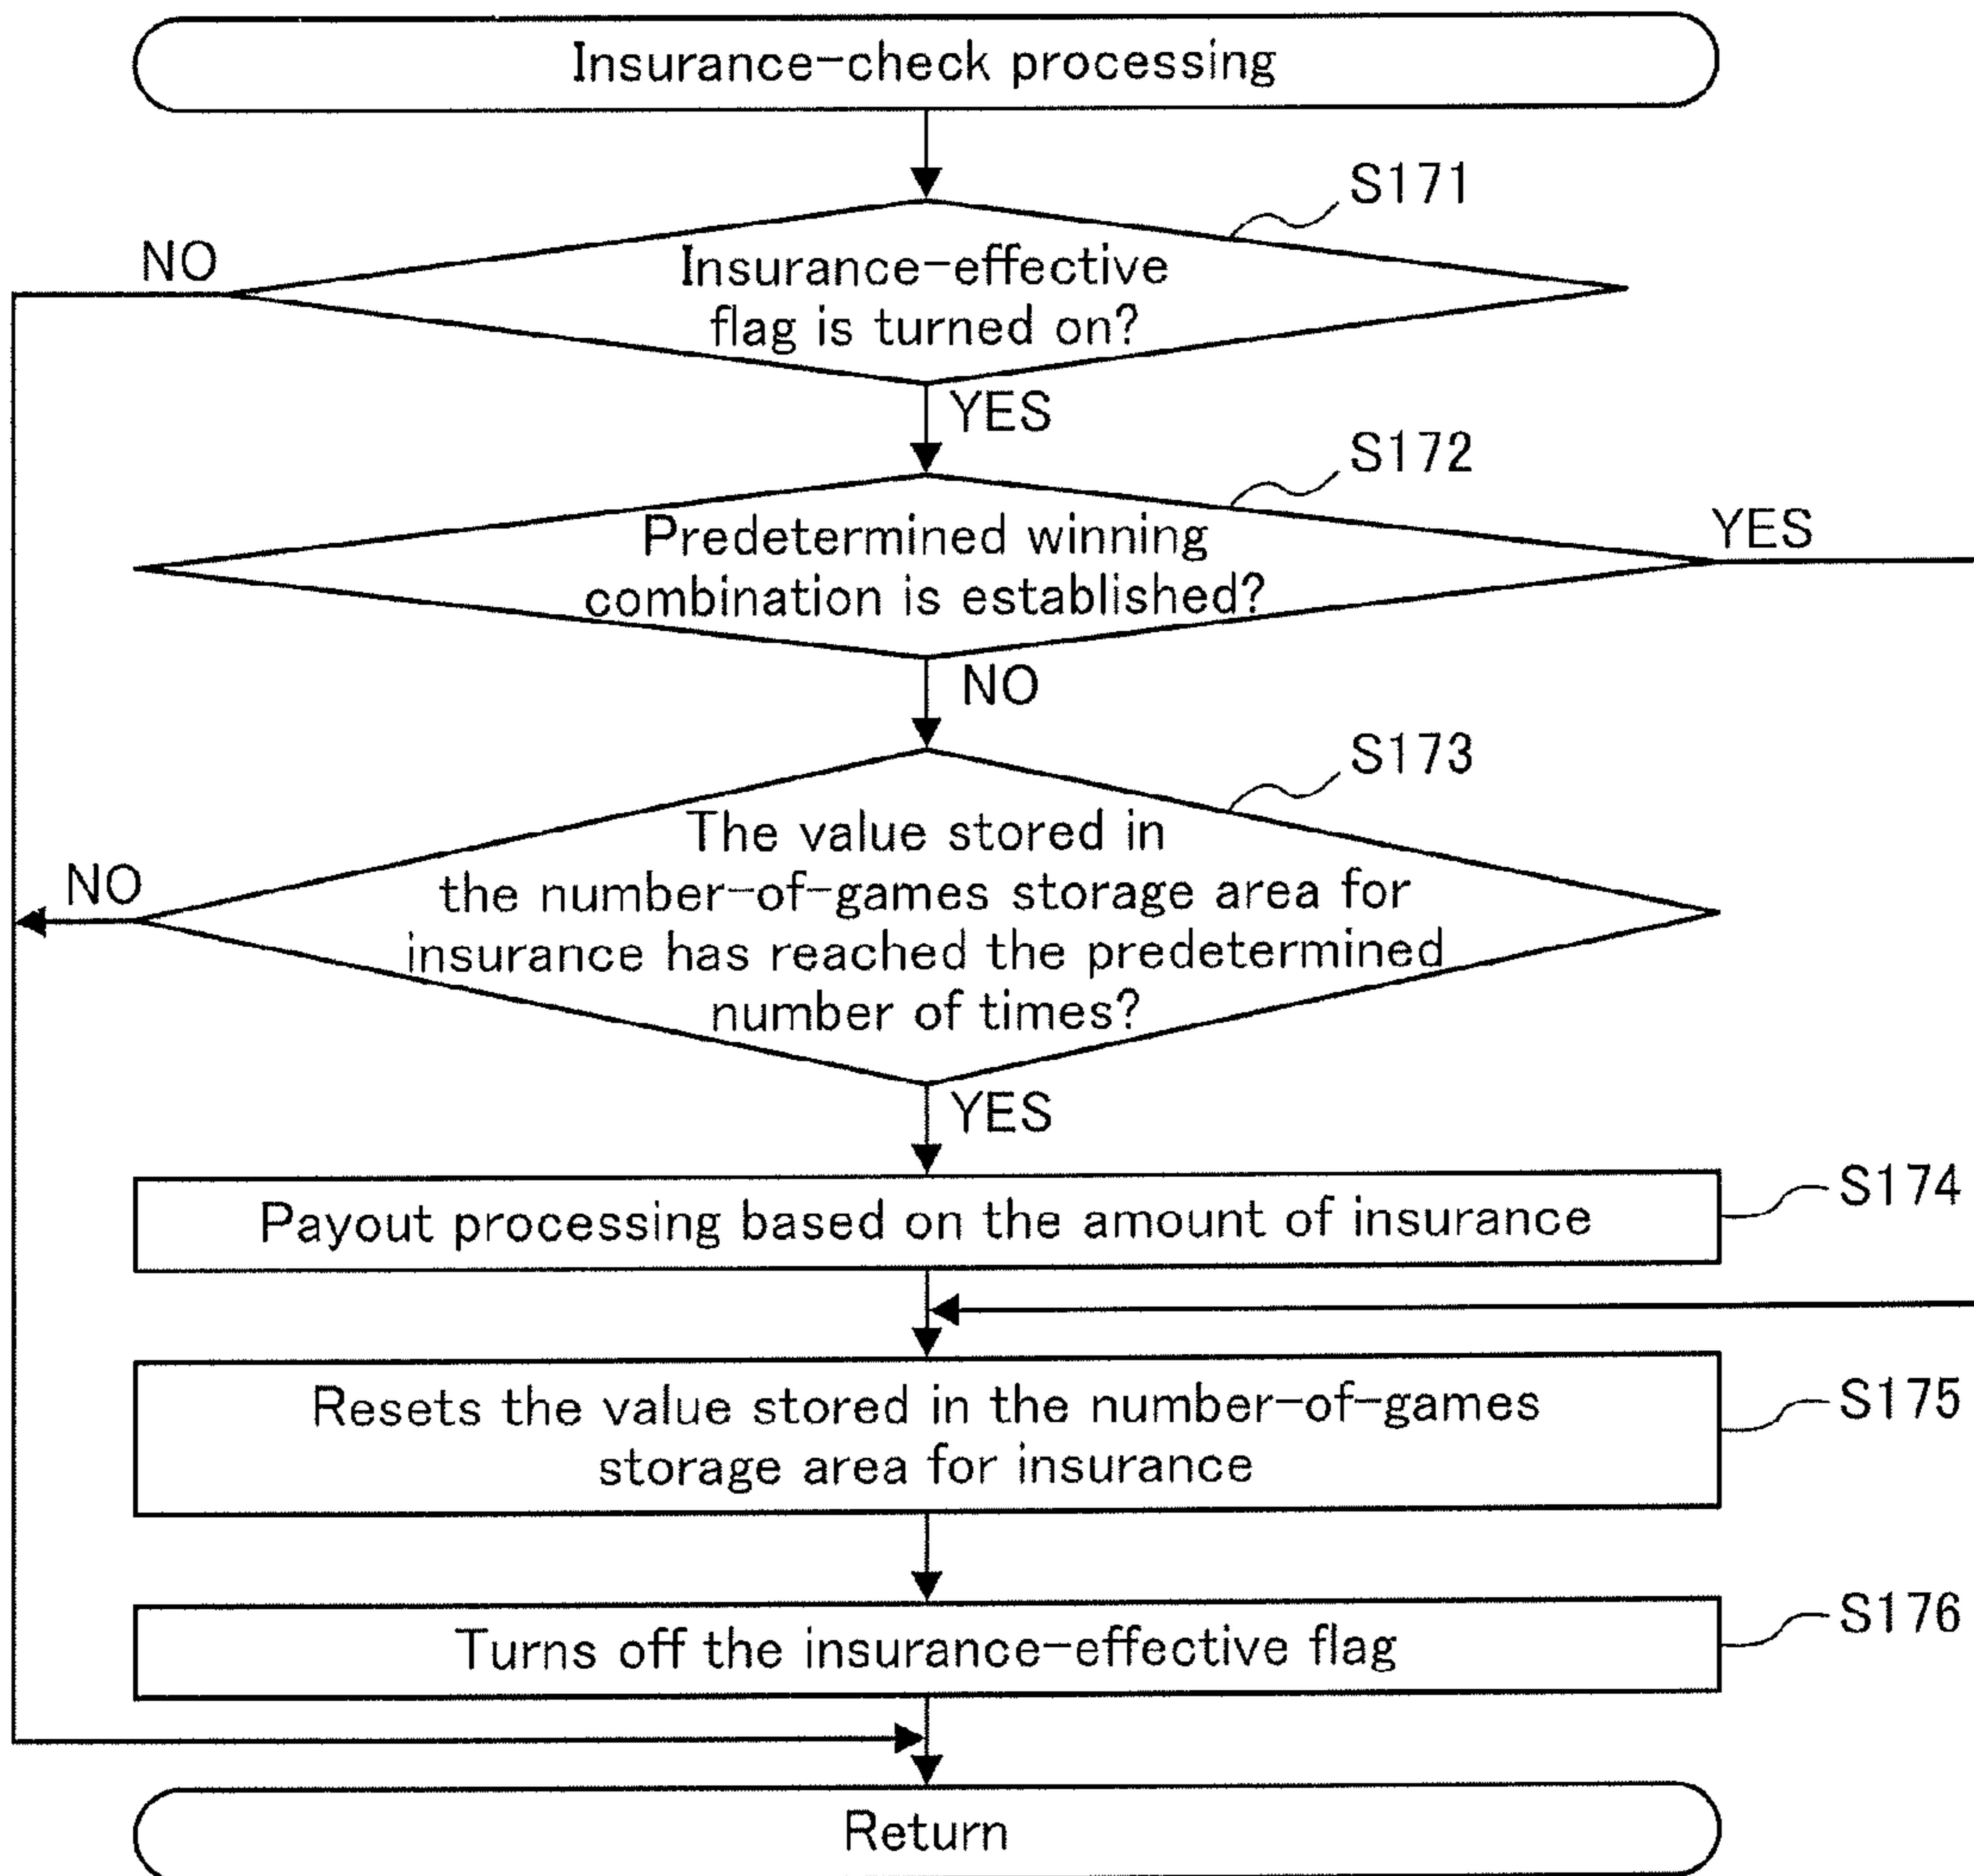 Insurance-check processing
S171
NO
Insurance-effective
flag is turned on?
YES
S172
Predetermined winning
combination is established?
YES
NO
S173
The value stored in
the number-of-games storage area for
insurance has reached the predetermined
number of times?
NO
YES
Payout processing based on the amount of insurance
S174
Resets the value stored in the number-of-games
storage area for insurance
S175
Turns off the insurance-effective flag
S176
Return